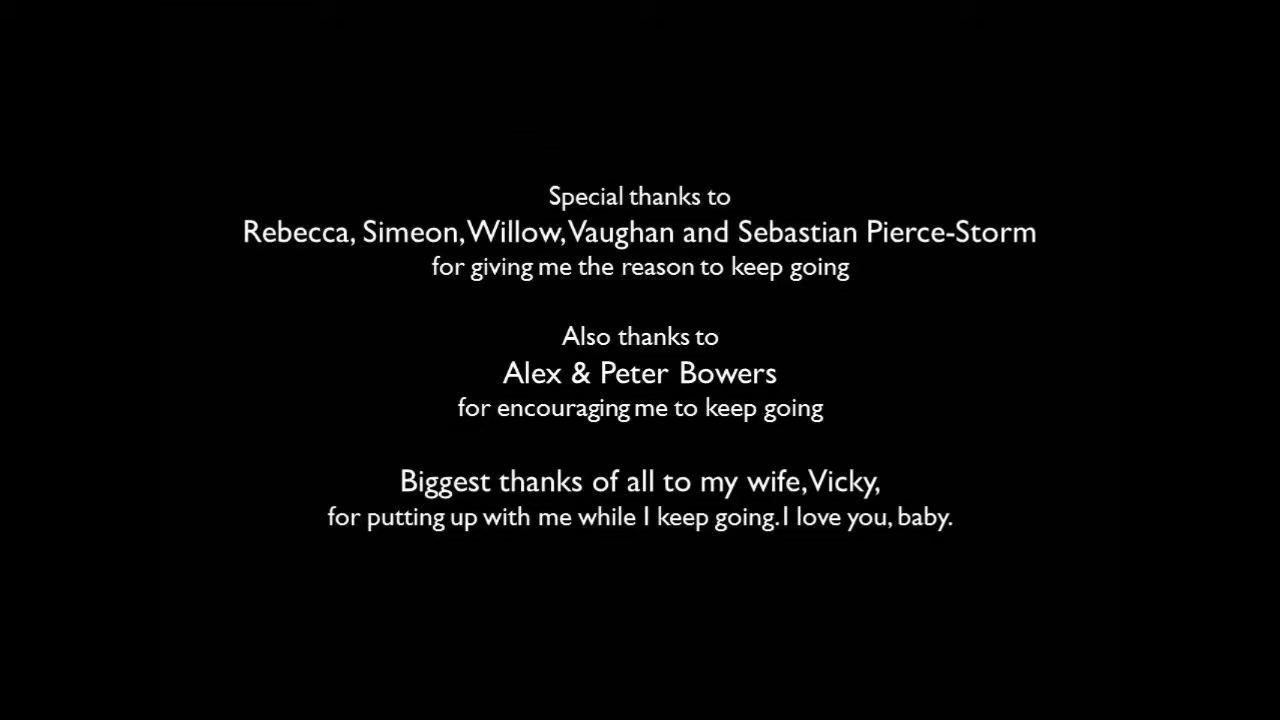 Special thanks to
Rebecca, Simeon, Willow, Vaughan and Sebastian Pierce-Storm
for giving me the reason to keep going
Also thanks to
Alex & Peter Bowers
for encouraging me to keep going
Biggest thanks of all to my wife, Vicky,
for putting up with me while I keep going. I love you, baby.